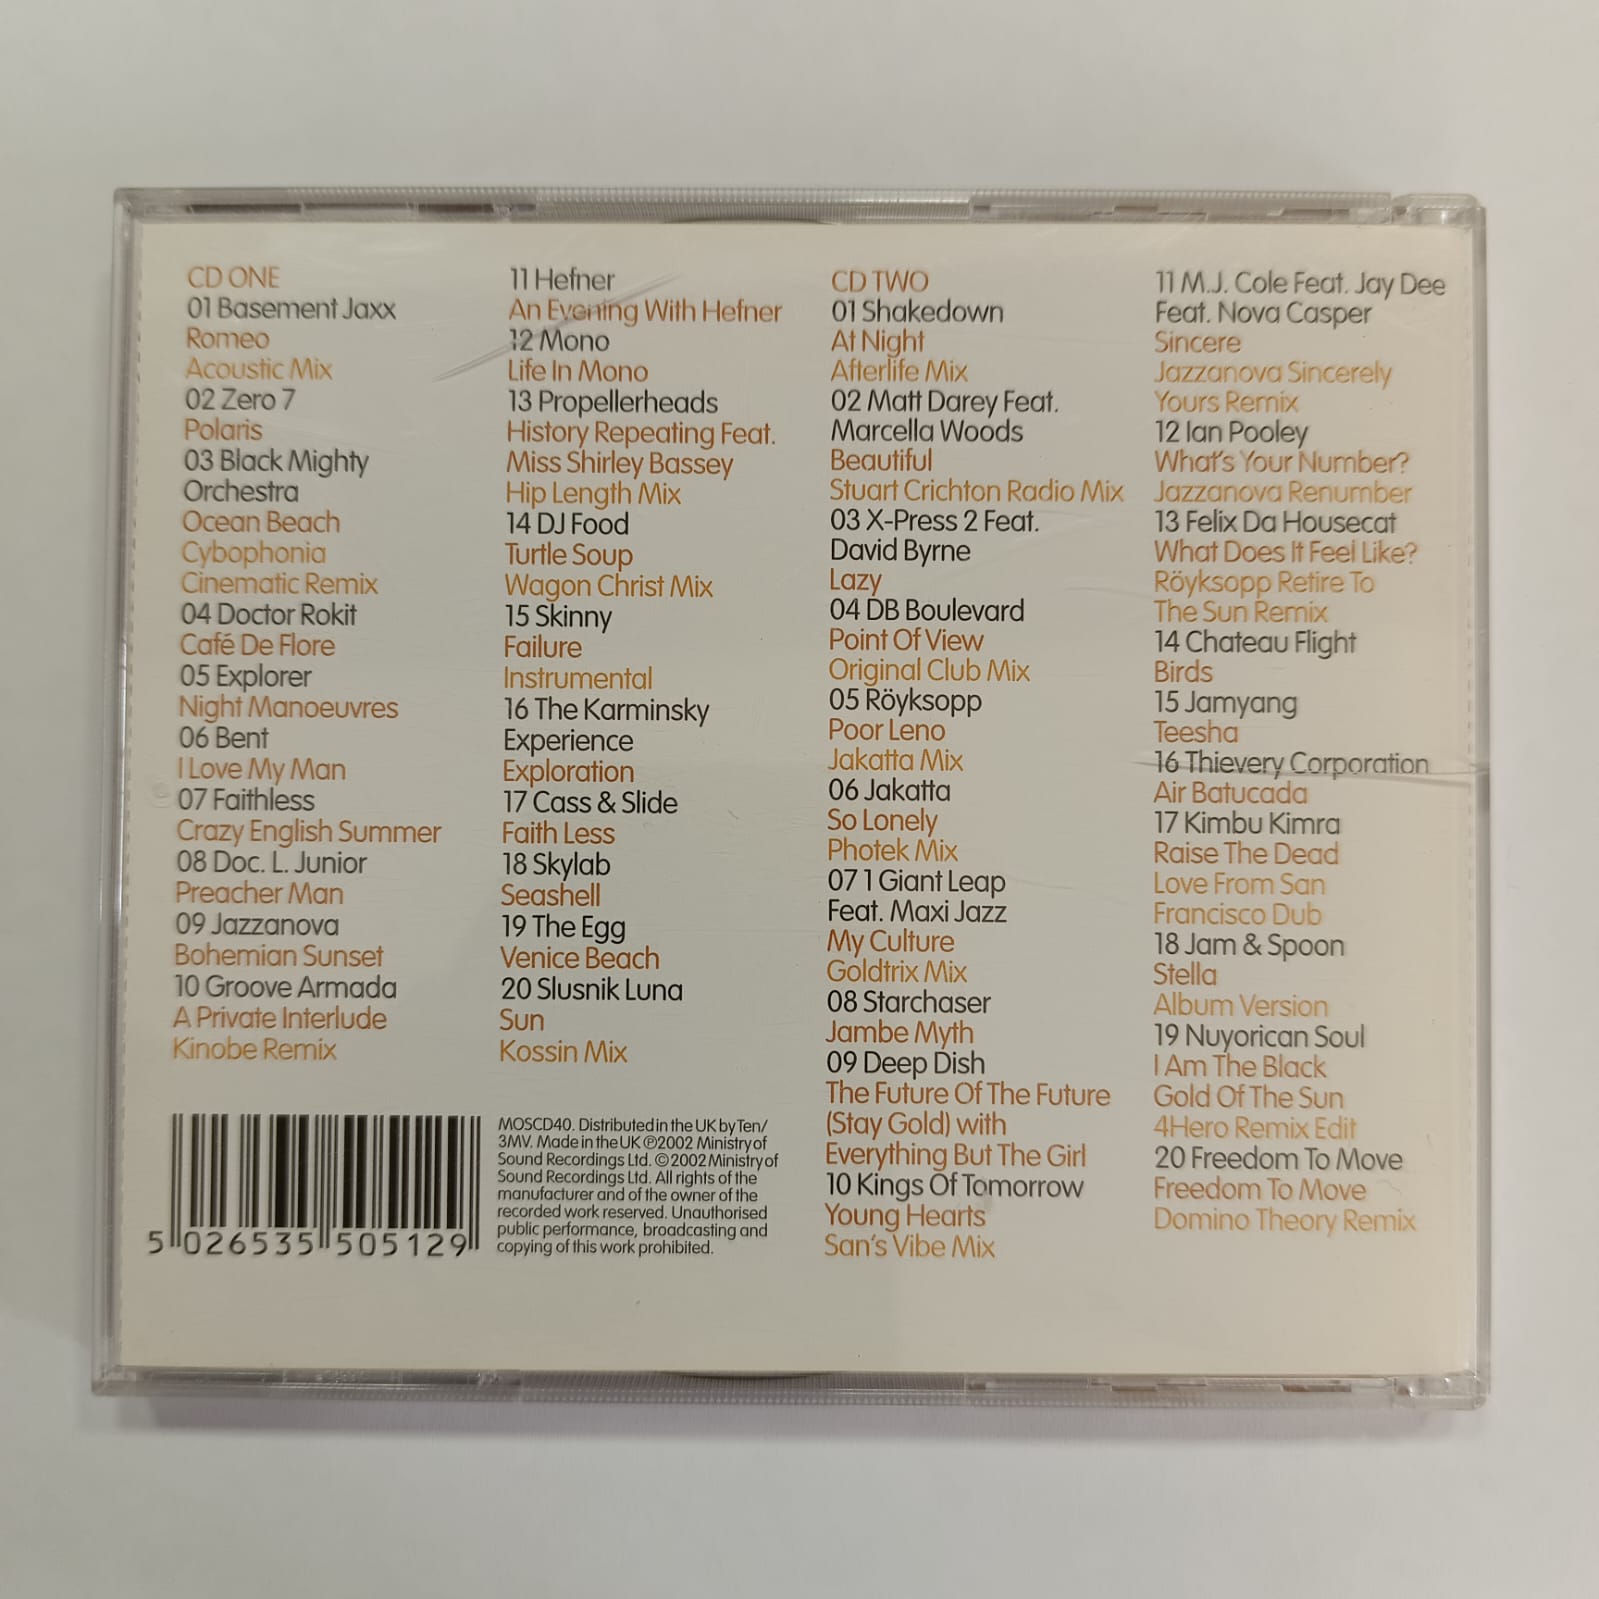 CD ONE
01 Basement Jaxx
Romeo
Acoustic Mix
02 Zero 7
Polaris
03 Black Mighty
Orchestra
Ocean Beach
Cybophonia
Cinematic Remix
04 Doctor Rokit
Café De Flore
05 Explorer
Night Manoeuvres
06 Bent
I Love My Man
07 Faithless
Crazy English Summer
08 Doc. L. Junior
Preacher Man
09 Jazzanova
Bohemian Sunset
10 Groove Armada
A Private Interlude
Kinobe Remix
11 Hefner
An Evening With Hefner
12 Mono
Life In Mono
13 Propellerheads
History Repeating Feat.
Miss Shirley Bassey
Hip Length Mix
14 DJ Food
Turtle Soup
Wagon Christ Mix
15 Skinny
Failure
Instrumental
16 The Karminsky
Experience
Exploration
17 Cass & Slide
Faith Less
18 Skylab
Seashell
19 The Egg
Venice Beach
20 Slusnik Luna
Sun
Kossin Mix
CD TWO
01 Shakedown
At Night
Afterlife Mix
02 Matt Darey Feat.
Marcella Woods
Beautiful
Stuart Crichton Radio Mix
03 X-Press 2 Feat.
David Byrne
Lazy
04 DB Boulevard
Point Of View
Original Club Mix
05 Röyksopp
Poor Leno
Jakatta Mix
06 Jakatta
So Lonely
Photek Mix
07 1 Giant Leap
Feat. Maxi Jazz
My Culture
Goldtrix Mix
08 Starchaser
Jambe Myth
09 Deep Dish
The Future Of The Future
(Stay Gold) with
Everything But The Girl
10 Kings Of Tomorrow
Young Hearts
San's Vibe Mix
11 M.J. Cole Feat. Jay Dee
Feat. Nova Casper
Sincere
Jazzanova Sincerely
Yours Remix
12 Ian Pooley
What's Your Number?
Jazzanova Renumber
13 Felix Da Housecat
What Does It Feel Like?
Röyksopp Retire To
The Sun Remix
14 Chateau Flight
Birds
15 Jamyang
Teesha
16 Thievery Corporation
Air Batucada
17 Kimbu Kimra
Raise The Dead
Love From San
Francisco Dub
18 Jam & Spoon
Stella
Album Version
19 Nuyorican Soul
I Am The Black
Gold Of The Sun
4Hero Remix Edit
20 Freedom To Move
Freedom To Move
Domino Theory Remix
5 026535 505129
MOSCD40. Distributed in the UK by Ten/
3MV. Made in the UK ℗2002 Ministry of
Sound Recordings Ltd. ©2002 Ministry of
Sound Recordings Ltd. All rights of the
manufacturer and of the owner of the
recorded work reserved. Unauthorised
public performance, broadcasting and
copying of this work prohibited.